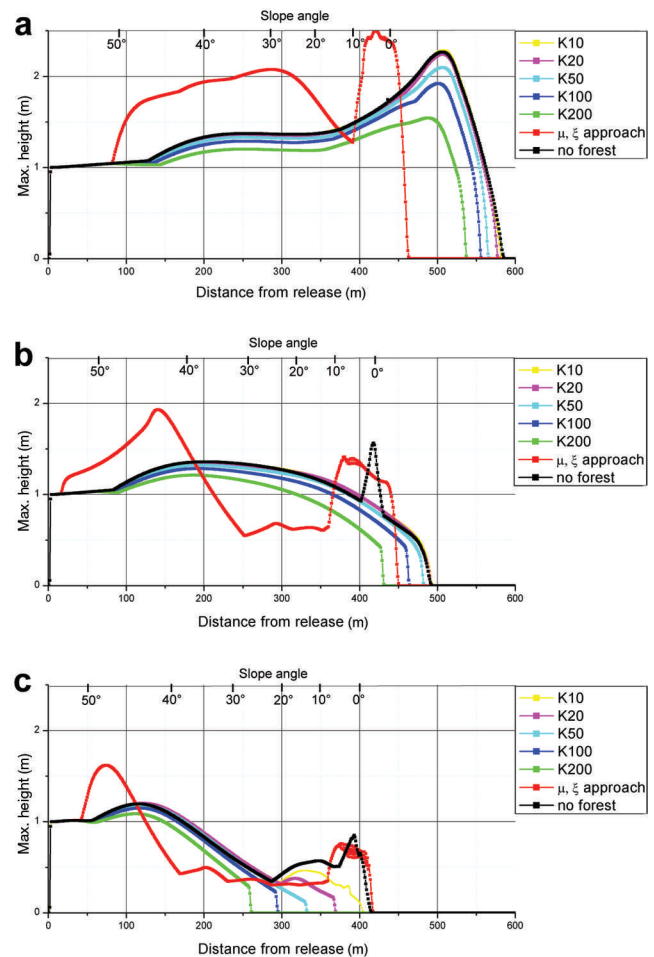 a
Slope angle
50° 40° 30° 20° 10° 0°
Max. height (m)
2
1
0
0 100 200 300 400 500 600
Distance from release (m)
K10
K20
K50
K100
K200
μ, ξ approach
no forest
b
Slope angle
50° 40° 30° 20° 10° 0°
Max. height (m)
2
1
0
0 100 200 300 400 500 600
Distance from release (m)
K10
K20
K50
K100
K200
μ, ξ approach
no forest
c
Slope angle
50° 40° 30° 20° 10° 0°
Max. height (m)
2
1
0
0 100 200 300 400 500 600
Distance from release (m)
K10
K20
K50
K100
K200
μ, ξ approach
no forest